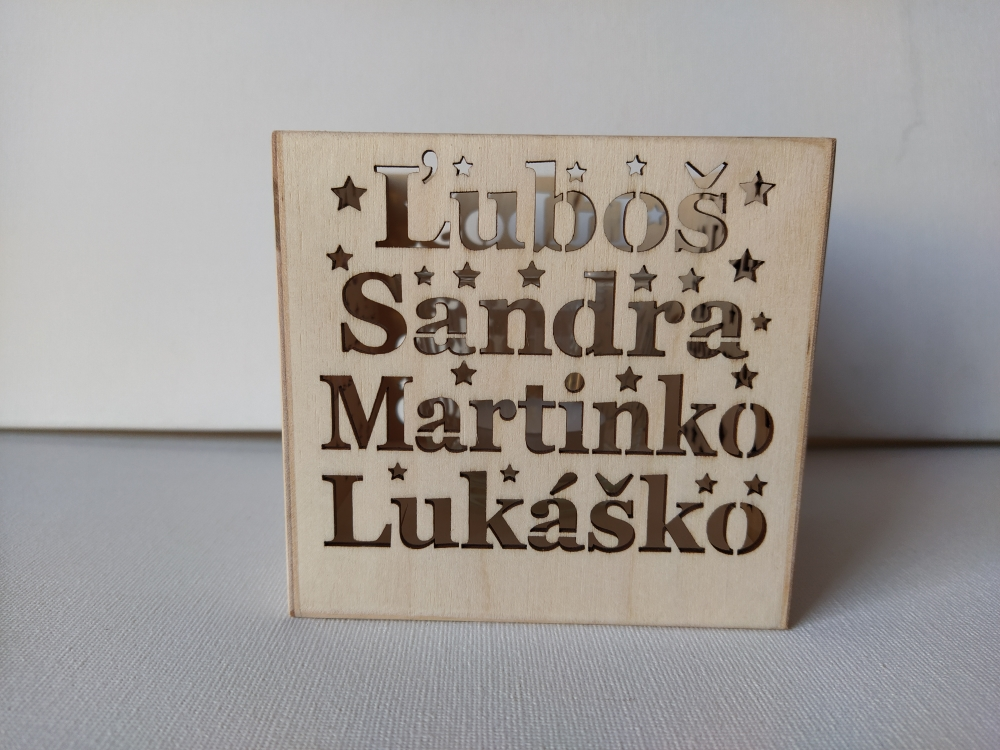 Ľuboš
Sandra
Martinko
Lukáško